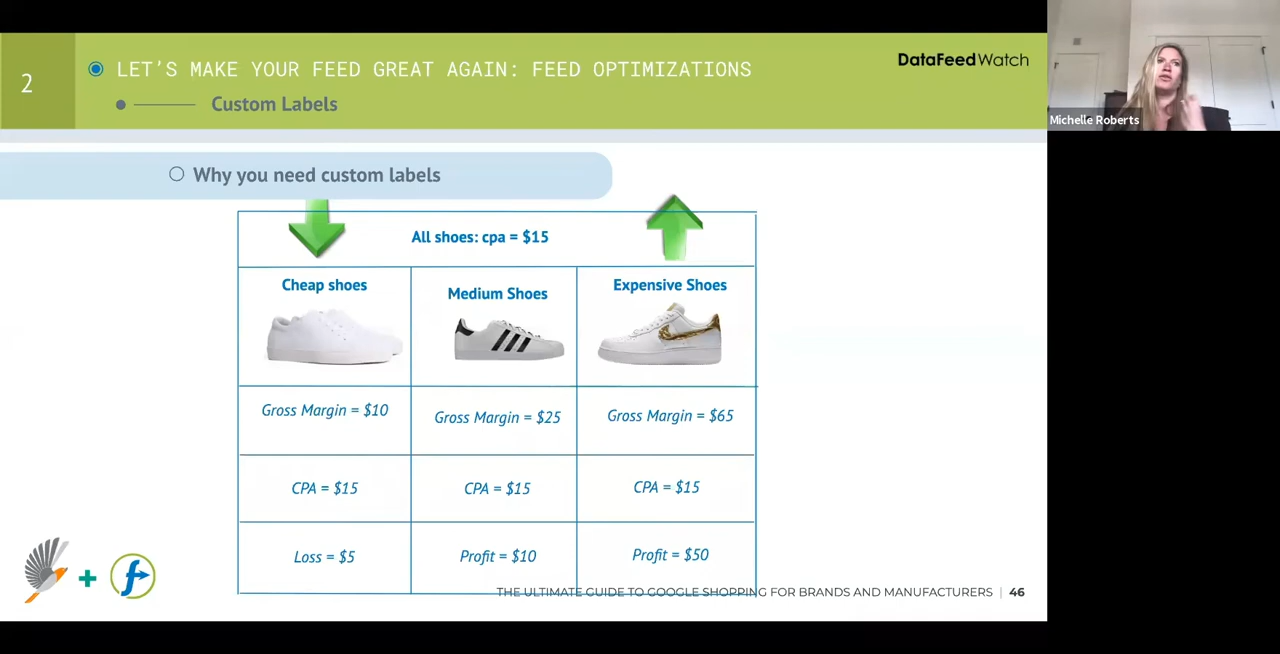 2
LET'S MAKE YOUR FEED GREAT AGAIN: FEED OPTIMIZATIONS
Custom Labels
DataFeedWatch
Michelle Roberts
Why you need custom labels
All shoes: cpa = $15
Cheap shoes
Medium Shoes
Expensive Shoes
Gross Margin = $10
Gross Margin = $25
Gross Margin = $65
CPA = $15
CPA = $15
CPA = $15
Loss = $5
Profit = $10
Profit = $50
THE ULTIMATE GUIDE TO GOOGLE SHOPPING FOR BRANDS AND MANUFACTURERS | 46